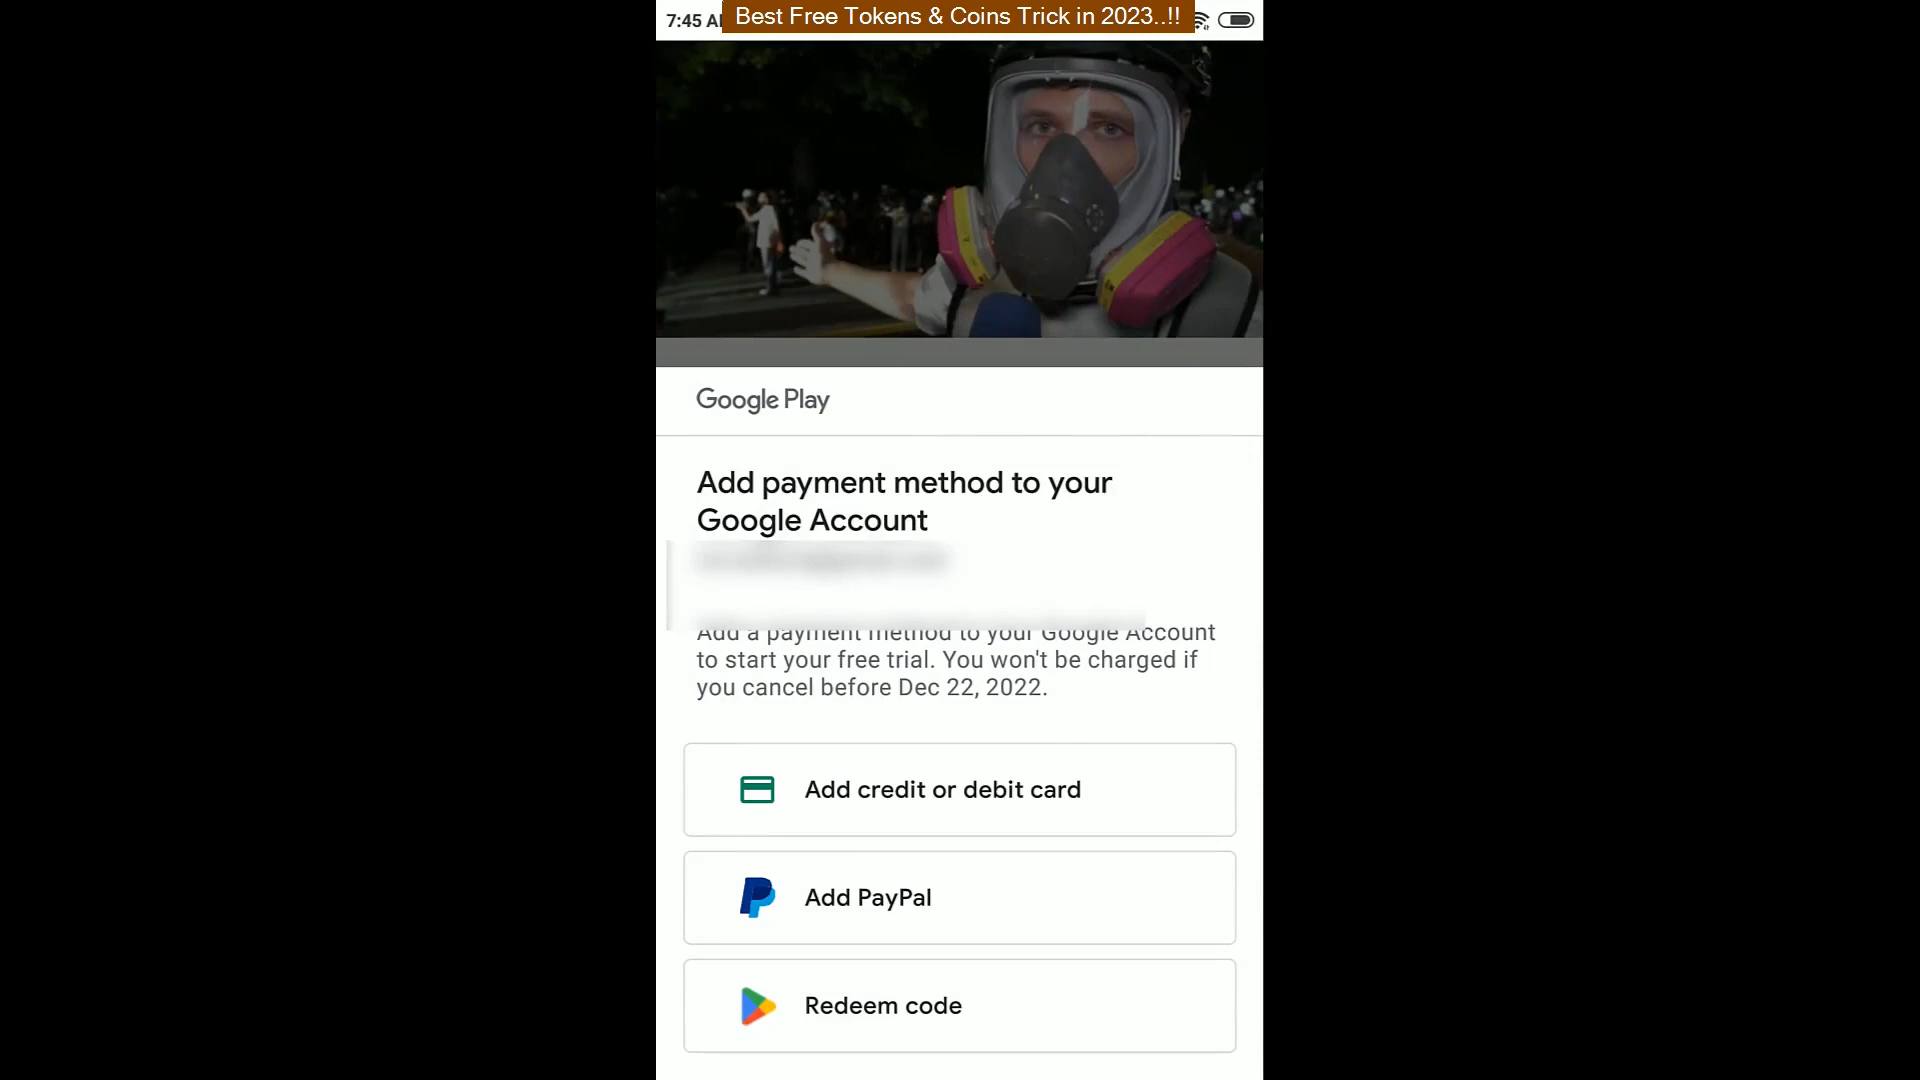 7:45 A
Best Free Tokens & Coins Trick in 2023..!!
Google Play
Add payment method to your
Google Account
Add a payment method to your Google Account
to start your free trial. You won't be charged if
you cancel before Dec 22, 2022.
Add credit or debit card
Add PayPal
Redeem code